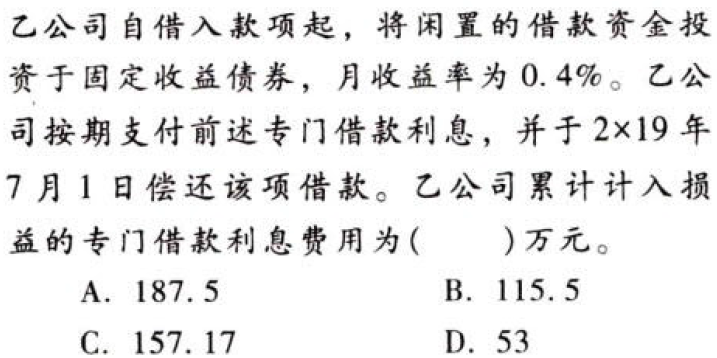 乙公司自借入款项起，将闲置的借款资金投
资于固定收益债券，月收益率为0.4%。乙公
司按期支付前述专门借款利息，并于2×19年
7月1日偿还该项借款。乙公司累计计入损
益的专门借款利息费用为(　　)万元。
A. 187.5　　B. 115.5
C. 157.17　　D. 53